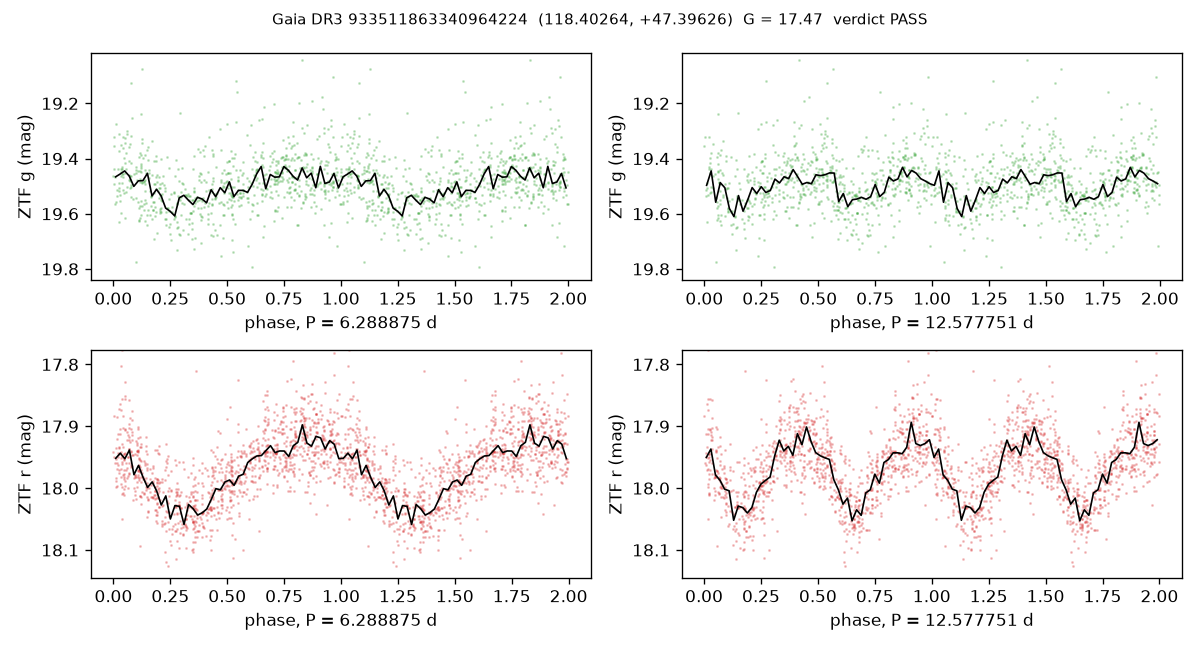 Gaia DR3 933511863340964224  (118.40264, +47.39626)  G = 17.47  verdict PASS
ZTF g (mag)
19.2
19.4
19.6
19.8
0.00 0.25 0.50 0.75 1.00 1.25 1.50 1.75 2.00
phase, P = 6.288875 d
ZTF g (mag)
19.2
19.4
19.6
19.8
0.00 0.25 0.50 0.75 1.00 1.25 1.50 1.75 2.00
phase, P = 12.577751 d
ZTF r (mag)
17.8
17.9
18.0
18.1
0.00 0.25 0.50 0.75 1.00 1.25 1.50 1.75 2.00
phase, P = 6.288875 d
ZTF r (mag)
17.8
17.9
18.0
18.1
0.00 0.25 0.50 0.75 1.00 1.25 1.50 1.75 2.00
phase, P = 12.577751 d